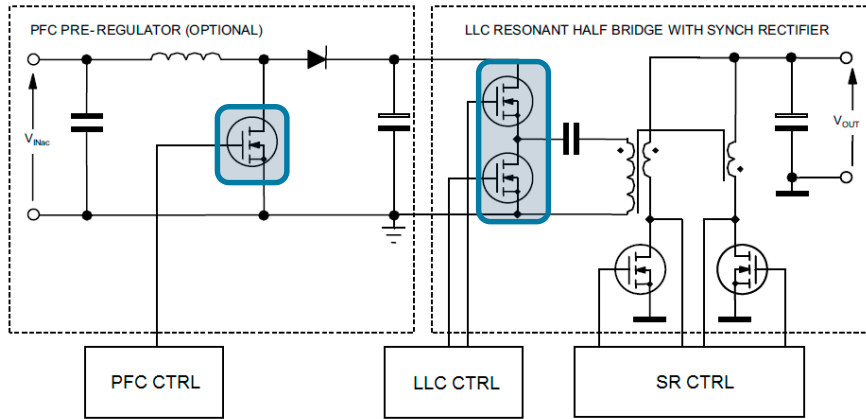 PFC PRE-REGULATOR (OPTIONAL)
LLC RESONANT HALF BRIDGE WITH SYNCH RECTIFIER
VINac
VOUT
PFC CTRL
LLC CTRL
SR CTRL